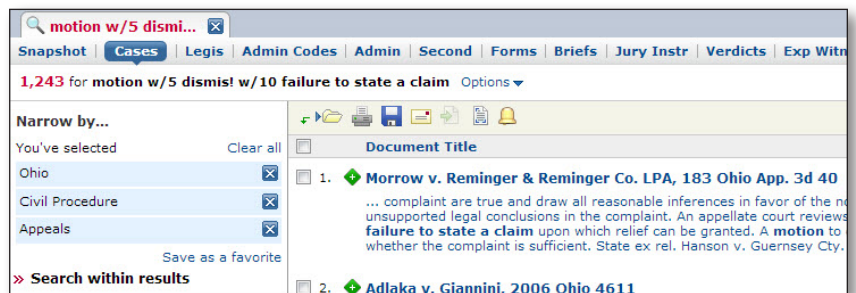 motion w/5 dismi...
Snapshot | Cases | Legis | Admin Codes | Admin | Second | Forms | Briefs | Jury Instr | Verdicts | Exp Witn
1,243 for motion w/5 dismis! w/10 failure to state a claim Options
Narrow by...
You've selected Clear all
Ohio
Civil Procedure
Appeals
Save as a favorite
» Search within results
Document Title
1. Morrow v. Reminger & Reminger Co. LPA, 183 Ohio App. 3d 40
... complaint are true and draw all reasonable inferences in favor of the
unsupported legal conclusions in the complaint. An appellate court reviews
failure to state a claim upon which relief can be granted. A motion to
whether the complaint is sufficient. State ex rel. Hanson v. Guernsey Cty.
2. Adlaka v. Giannini, 2006 Ohio 4611